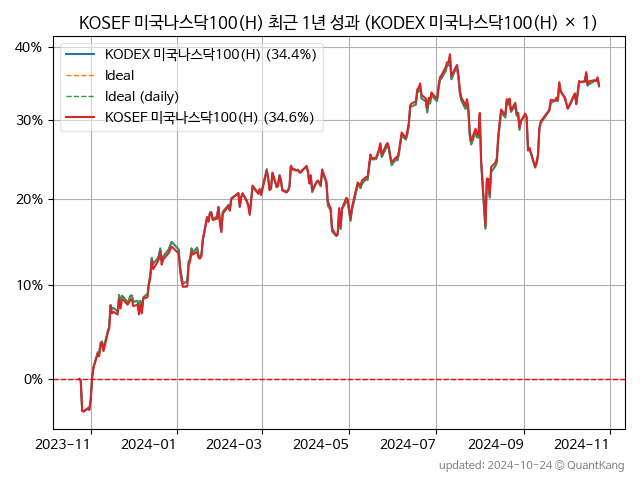 KOSEF 미국나스닥100(H) 최근 1년 성과 (KODEX 미국나스닥100(H) × 1)
KODEX 미국나스닥100(H) (34.4%)
Ideal
Ideal (daily)
KOSEF 미국나스닥100(H) (34.6%)
40%
30%
20%
10%
0%
2023-11
2024-01
2024-03
2024-05
2024-07
2024-09
2024-11
updated: 2024-10-24 © QuantKang